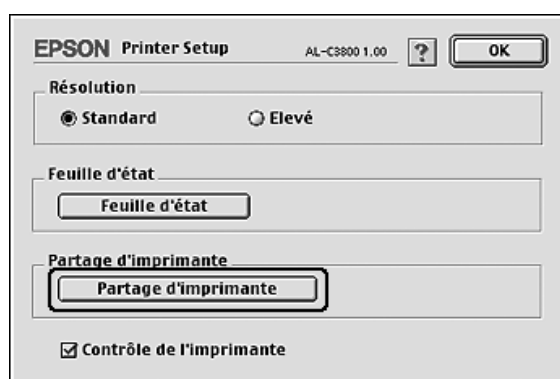 EPSON Printer Setup AL-C3800 1.00 ? OK
Résolution
Standard Elevé
Feuille d'état
Feuille d'état
Partage d'imprimante
Partage d'imprimante
Contrôle de l'imprimante